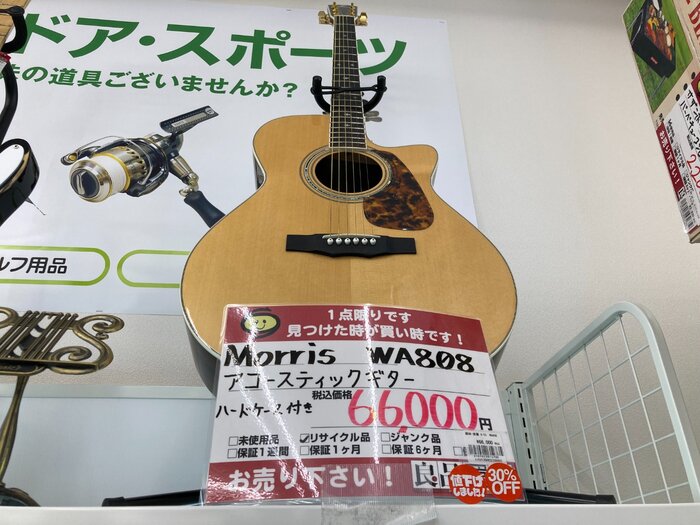 ドア・スポーツ
の道具ございませんか?
ルフ用品
1点限りです
見つけた時が買い時です!
Morris WA808
アコースティックギター
税込価格
ハードケース付き 66,000円
□未使用品 ☑リサイクル品 □ジャンク品
□保証1週間 □保証1ヶ月 □保証6ヶ月
¥66,000
お売り下さい!
値下げしました! 30%OFF